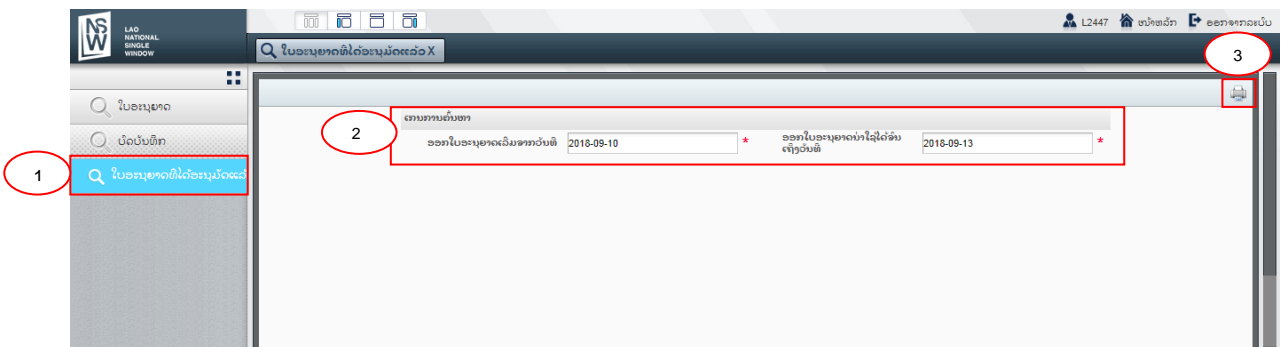 NSW
LAO
NATIONAL
SINGLE
WINDOW
L2447 ໜ້າຫລັກ ອອກຈາກລະບົບ
ໃບອະນຸຍາດທີ່ໄດ້ອະນຸມັດແລ້ວ X
3
ໃບອະນຸຍາດ
ບົດບັນທຶກ
1
ໃບອະນຸຍາດທີ່ໄດ້ອະນຸມັດແລ້
2
ເກນການຄົ້ນຫາ
ອອກໃບອະນຸຍາດເລີ່ມຈາກວັນທີ 2018-09-10 *
ອອກໃບອະນຸຍາດນຳໃຊ້ໄດ້ຈົນ
ເຖິງວັນທີ 2018-09-13 *